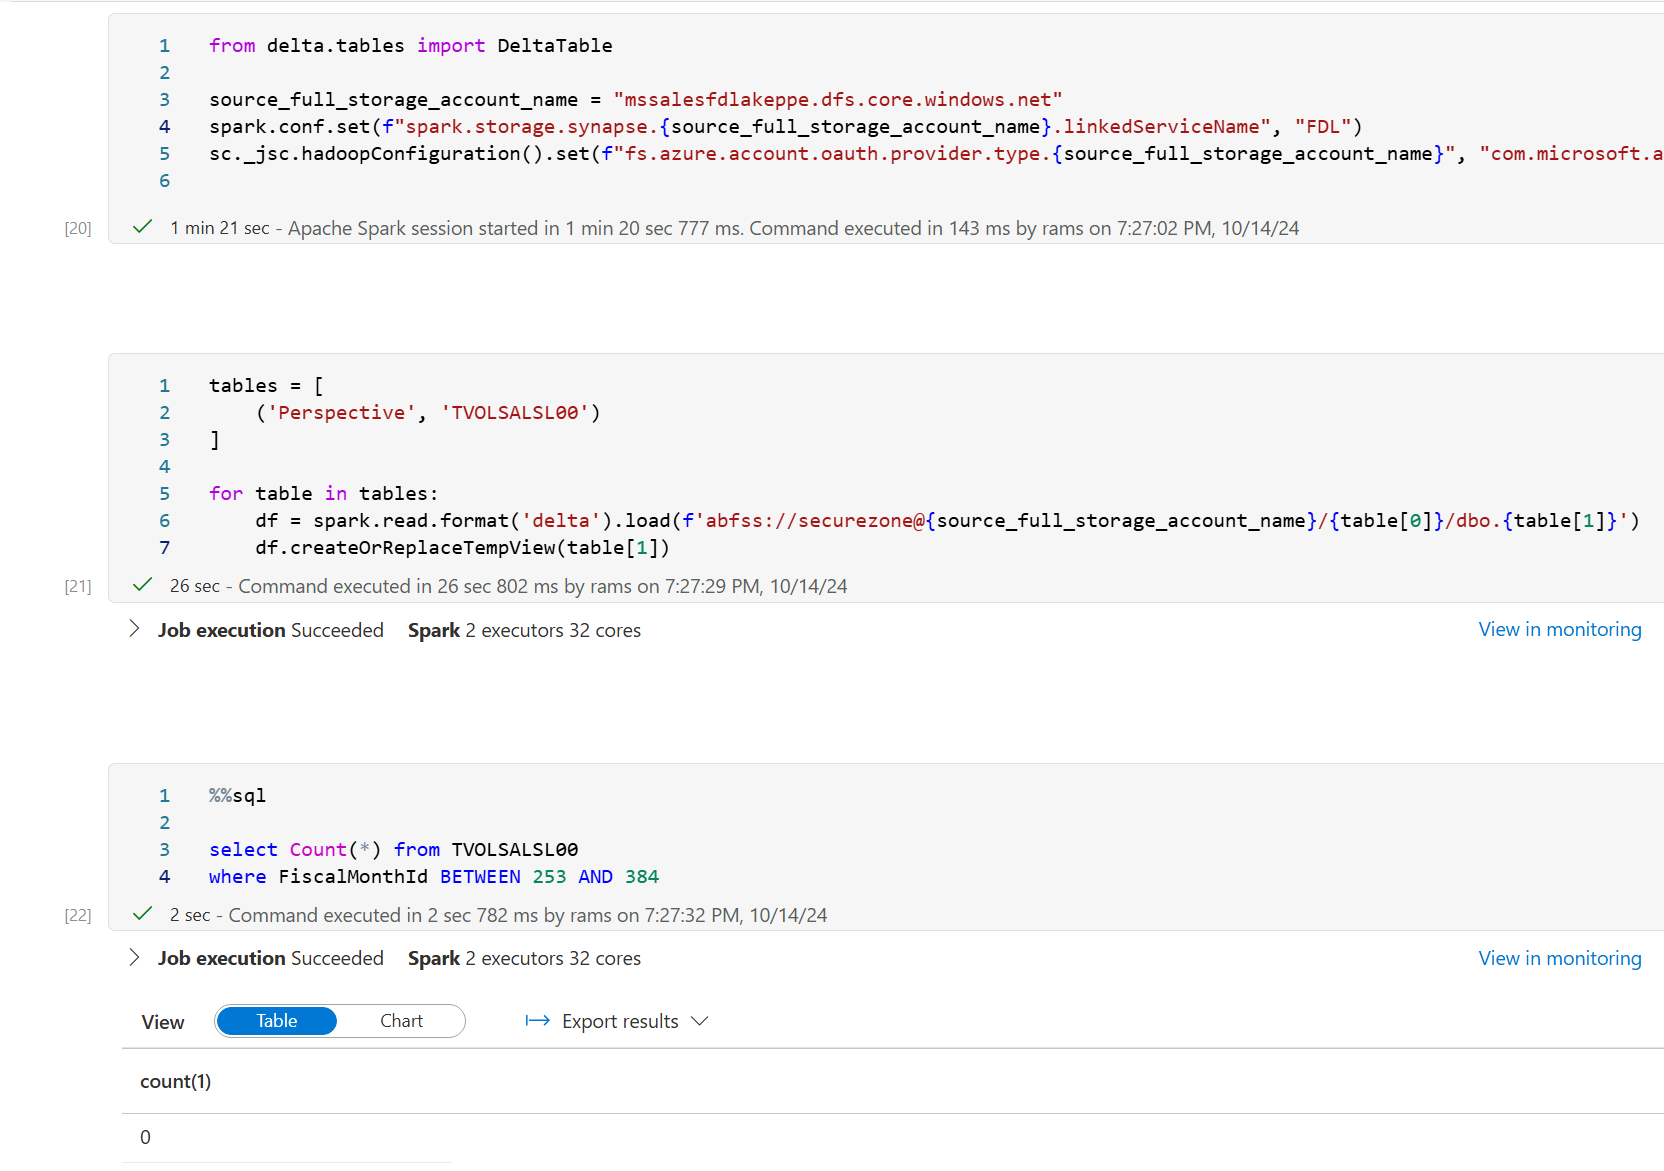 1 from delta.tables import DeltaTable
2
3 source_full_storage_account_name = "mssalesfdlakeppe.dfs.core.windows.net"
4 spark.conf.set(f"spark.storage.synapse.{source_full_storage_account_name}.linkedServiceName", "FDL")
5 sc._jsc.hadoopConfiguration().set(f"fs.azure.account.oauth.provider.type.{source_full_storage_account_name}", "com.microsoft.a
6
[20] 1 min 21 sec - Apache Spark session started in 1 min 20 sec 777 ms. Command executed in 143 ms by rams on 7:27:02 PM, 10/14/24
1 tables = [
2     ('Perspective', 'TVOLSALSL00')
3 ]
4
5 for table in tables:
6     df = spark.read.format('delta').load(f'abfss://securezone@{source_full_storage_account_name}/{table[0]}/dbo.{table[1]}')
7     df.createOrReplaceTempView(table[1])
[21] 26 sec - Command executed in 26 sec 802 ms by rams on 7:27:29 PM, 10/14/24
Job execution Succeeded Spark 2 executors 32 cores View in monitoring
1 %%sql
2
3 select Count(*) from TVOLSALSL00
4 where FiscalMonthId BETWEEN 253 AND 384
[22] 2 sec - Command executed in 2 sec 782 ms by rams on 7:27:32 PM, 10/14/24
Job execution Succeeded Spark 2 executors 32 cores View in monitoring
View Table Chart Export results
count(1)
0